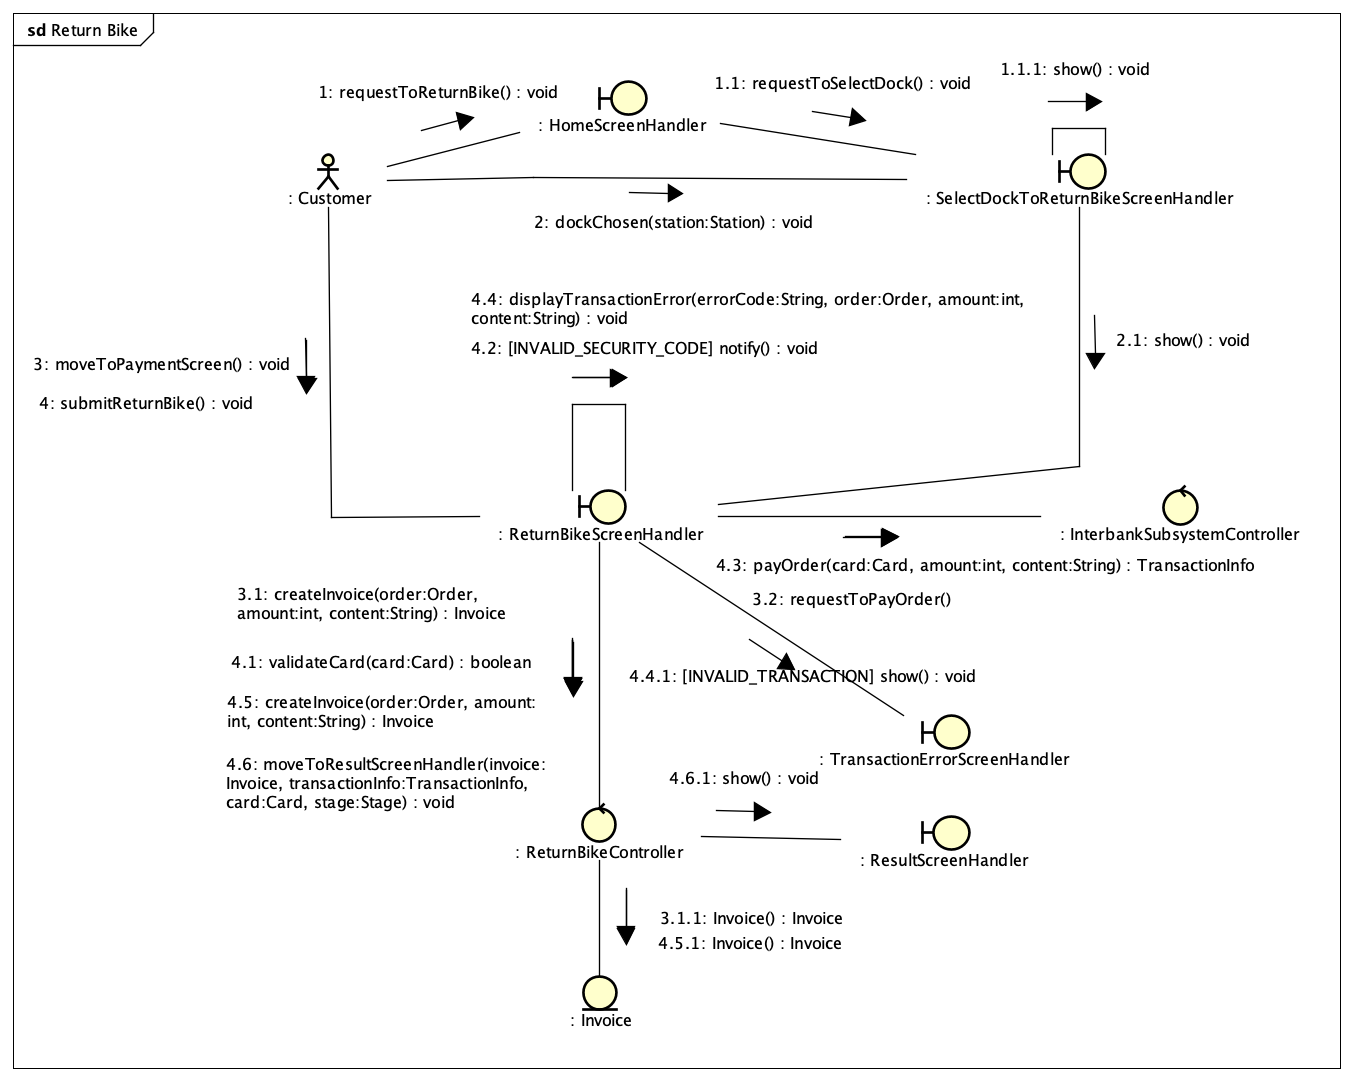 sd Return Bike
1.1.1: show() : void
1: requestToReturnBike() : void
1.1: requestToSelectDock() : void
: HomeScreenHandler
: Customer
: SelectDockToReturnBikeScreenHandler
2: dockChosen(station:Station) : void
4.4: displayTransactionError(errorCode:String, order:Order, amount:int,
content:String) : void
4.2: [INVALID_SECURITY_CODE] notify() : void
2.1: show() : void
3: moveToPaymentScreen() : void
4: submitReturnBike() : void
: ReturnBikeScreenHandler
: InterbankSubsystemController
4.3: payOrder(card:Card, amount:int, content:String) : TransactionInfo
3.2: requestToPayOrder()
3.1: createInvoice(order:Order,
amount:int, content:String) : Invoice
4.1: validateCard(card:Card) : boolean
4.4.1: [INVALID_TRANSACTION] show() : void
4.5: createInvoice(order:Order, amount:
int, content:String) : Invoice
: TransactionErrorScreenHandler
4.6: moveToResultScreenHandler(invoice:
Invoice, transactionInfo:TransactionInfo,
card:Card, stage:Stage) : void
4.6.1: show() : void
: ReturnBikeController
: ResultScreenHandler
3.1.1: Invoice() : Invoice
4.5.1: Invoice() : Invoice
: Invoice